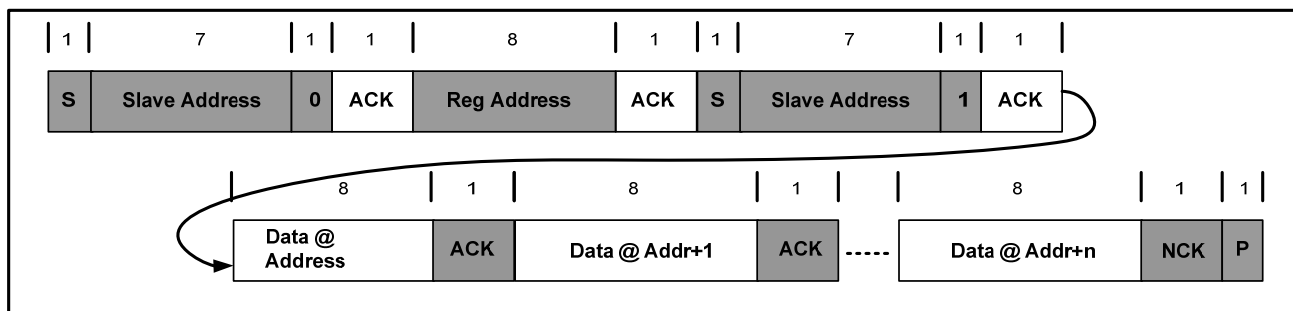 1 7 1 1 8 1 1 7 1 1
S Slave Address 0 ACK Reg Address ACK S Slave Address 1 ACK
8 1 8 1 8 1 1
Data @
Address ACK Data @ Addr+1 ACK ----- Data @ Addr+n NCK P